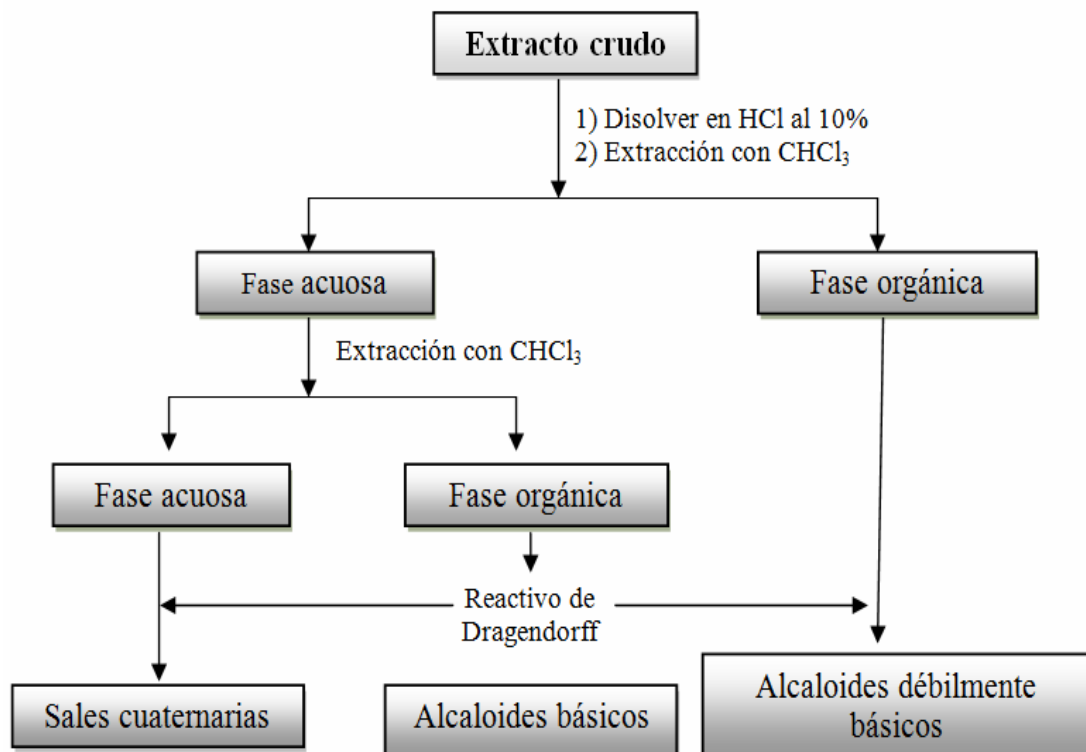 Extracto crudo
1) Disolver en HCl al 10%
2) Extracción con CHCl₃
Fase acuosa
Fase orgánica
Extracción con CHCl₃
Fase acuosa
Fase orgánica
Reactivo de
Dragendorff
Sales cuaternarias
Alcaloides básicos
Alcaloides débilmente
básicos